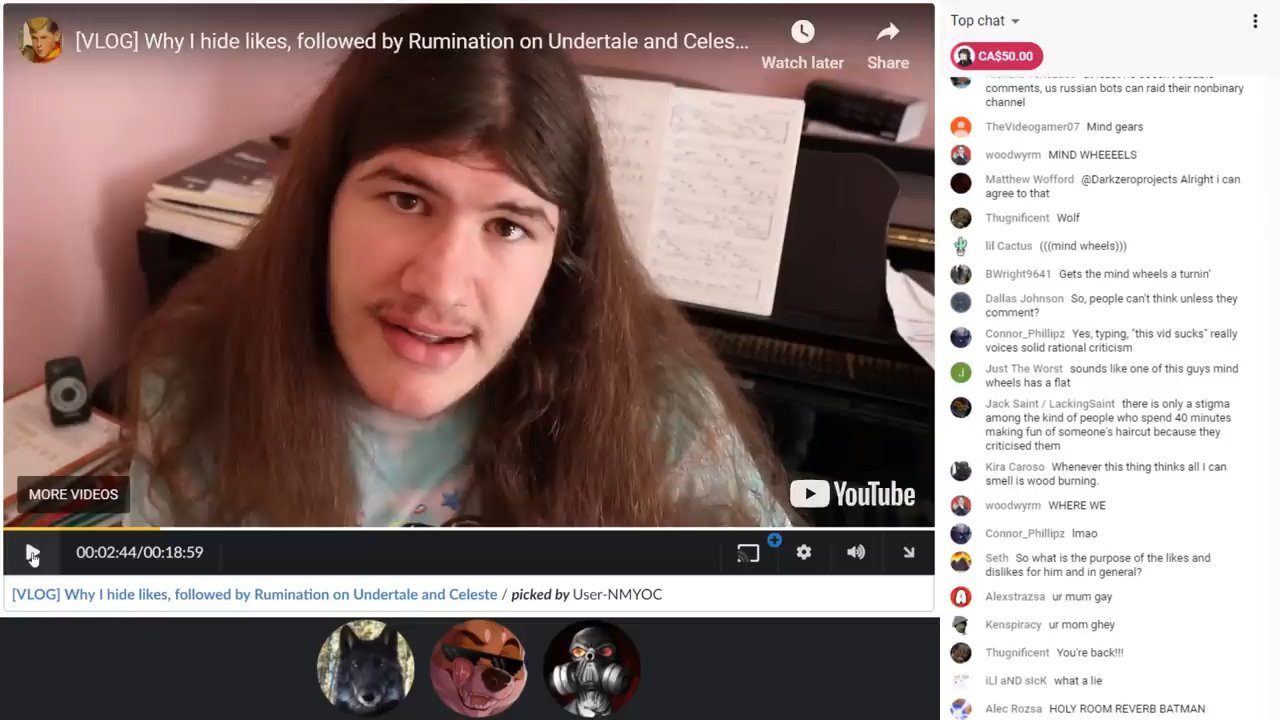 [VLOG] Why I hide likes, followed by Rumination on Undertale and Celes...
Watch later
Share
MORE VIDEOS
YouTube
00:02:44/00:18:59
[VLOG] Why I hide likes, followed by Rumination on Undertale and Celeste / picked by User-NMYOC
Top chat
CA$50.00
comments, us russian bots can raid their nonbinary
channel
TheVideogamer07 Mind gears
woodwyrm MIND WHEEEELS
Matthew Wofford @Darkzeroprojects Alright i can
agree to that
Thugnificent Wolf
lil Cactus (((mind wheels)))
BWright9641 Gets the mind wheels a turnin'
Dallas Johnson So, people can't think unless they
comment?
Connor_Phillipz Yes, typing, "this vid sucks" really
voices solid rational criticism
J
Just The Worst sounds like one of this guys mind
wheels has a flat
Jack Saint / LackingSaint there is only a stigma
among the kind of people who spend 40 minutes
making fun of someone's haircut because they
criticised them
Kira Caroso Whenever this thing thinks all I can
smell is wood burning.
woodwyrm WHERE WE
Connor_Phillipz lmao
Seth So what is the purpose of the likes and
dislikes for him and in general?
Alexstrazsa ur mum gay
Kenspiracy ur mom ghey
Thugnificent You're back!!!
iLl aND sIcK what a lie
Alec Rozsa HOLY ROOM REVERB BATMAN